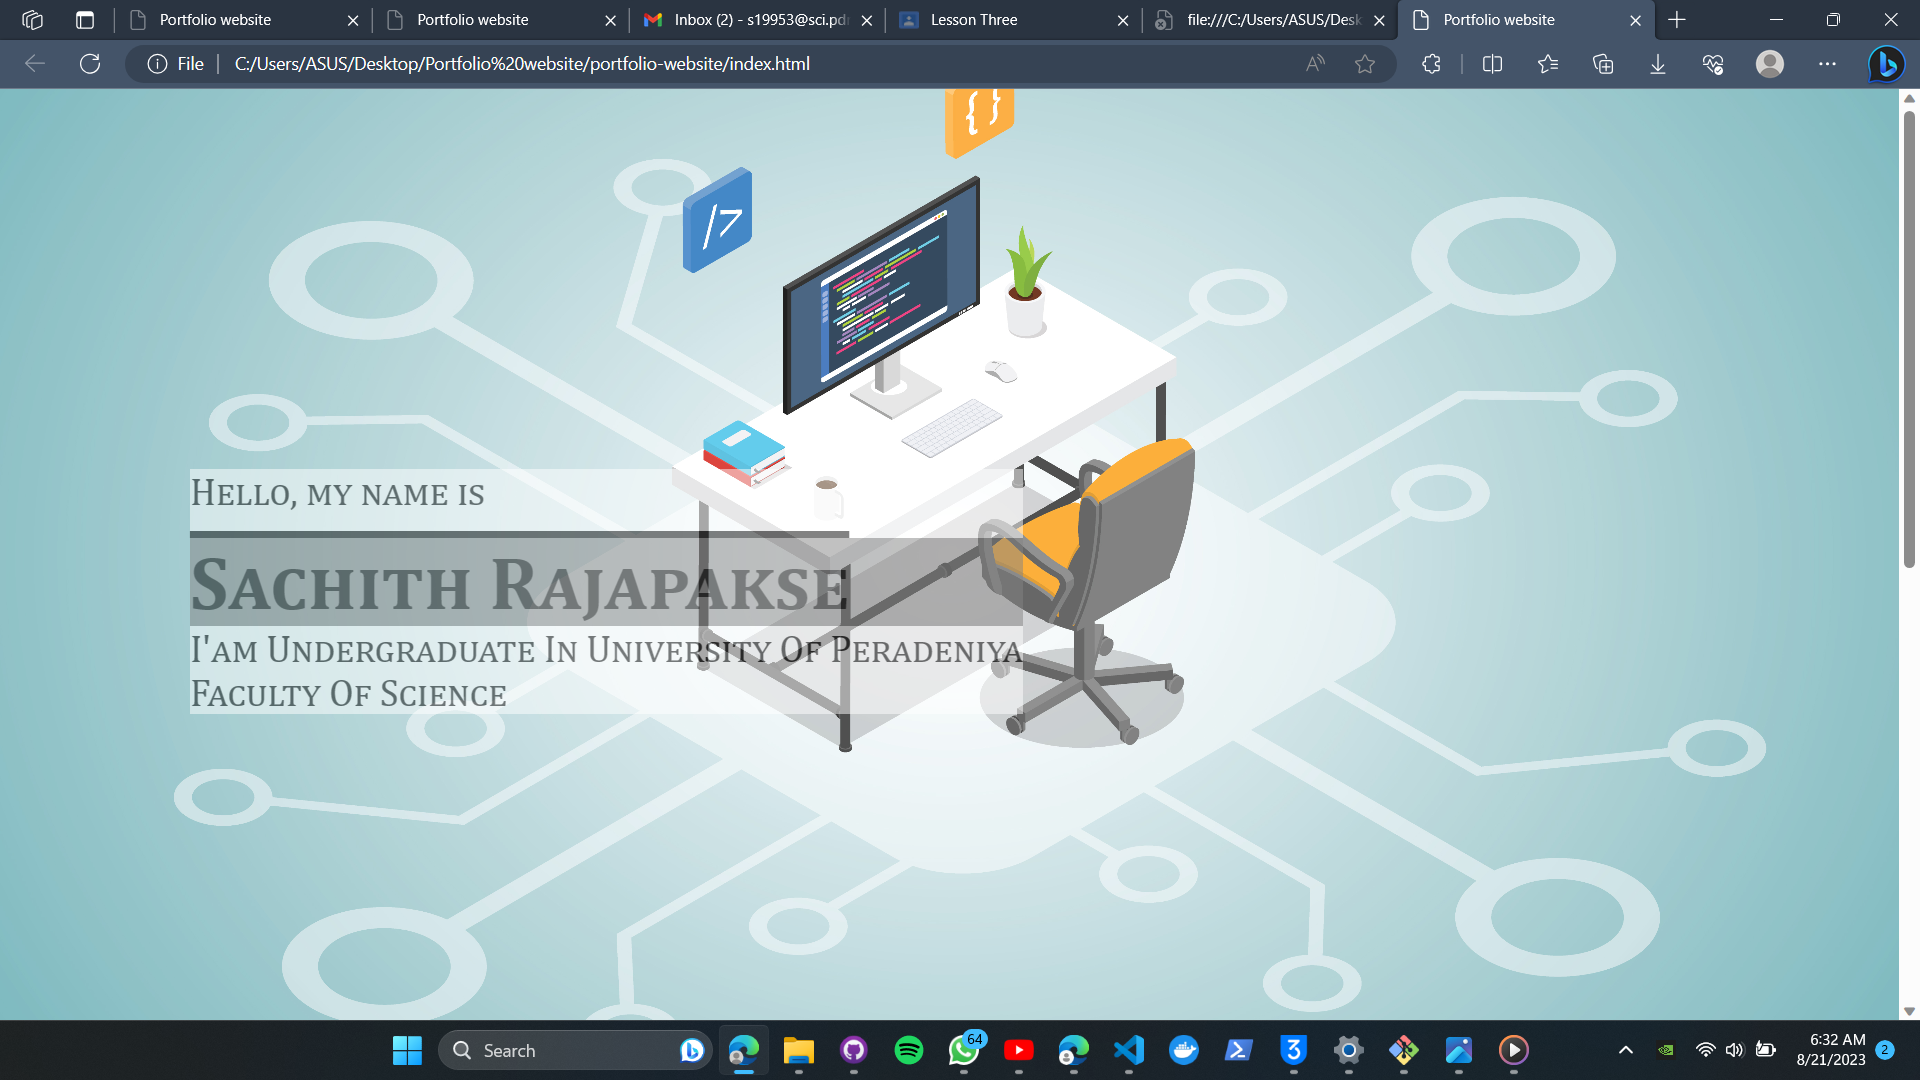 Portfolio website
Portfolio website
Inbox (2) - s19953@sci.pd
Lesson Three
file:///C:/Users/ASUS/Desk
Portfolio website
File
C:/Users/ASUS/Desktop/Portfolio%20website/portfolio-website/index.html
{ }
/7
Hello, my name is
Sachith Rajapakse
I'am Undergraduate In University Of Peradeniya
Faculty Of Science
Search
64
3
6:32 AM
8/21/2023
2